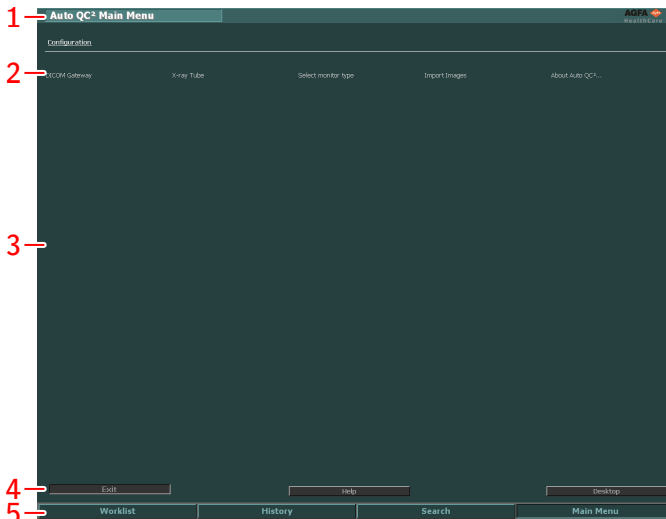 1 Auto QC² Main Menu AGFA HealthCare
Configuration
2 DICOM Gateway X-ray Tube Select monitor type Import Images About Auto QC²...
3
4 Exit Help Desktop
5 Worklist History Search Main Menu